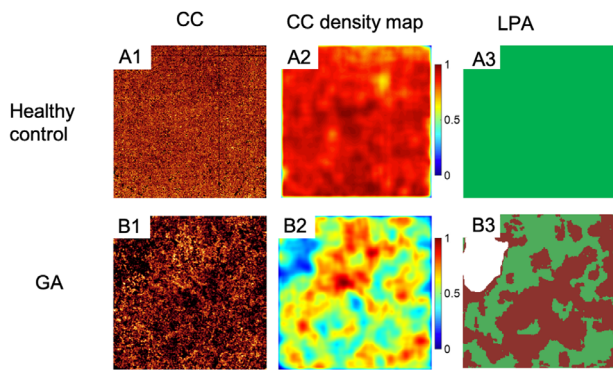 CC
CC density map
LPA
A1
A2
A3
1
0.5
0
Healthy
control
B1
B2
B3
1
0.5
0
GA